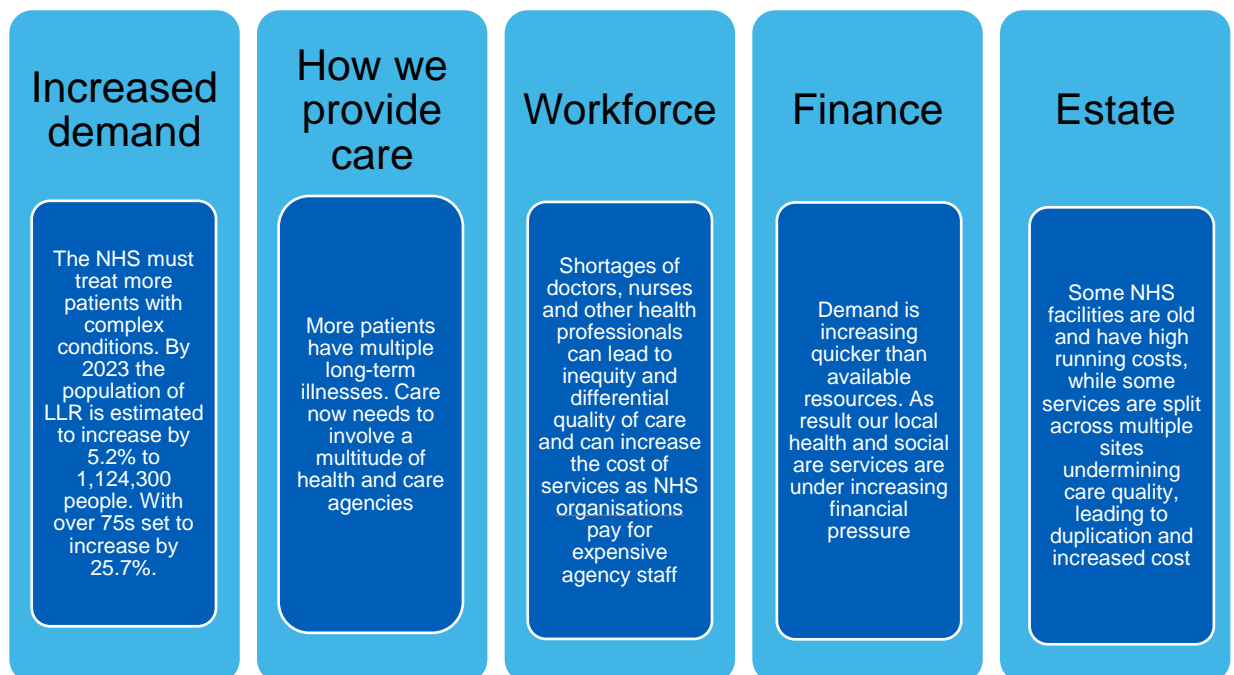 Increased
demand
The NHS must
treat more
patients with
complex
conditions. By
2023 the
population of
LLR is estimated
to increase by
5.2% to
1,124,300
people. With
over 75s set to
increase by
25.7%.
How we
provide
care
More patients
have multiple
long-term
illnesses. Care
now needs to
involve a
multitude of
health and care
agencies
Workforce
Shortages of
doctors, nurses
and other health
professionals
can lead to
inequity and
differential
quality of care
and can increase
the cost of
services as NHS
organisations
pay for
expensive
agency staff
Finance
Demand is
increasing
quicker than
available
resources. As
result our local
health and social
are services are
under increasing
financial
pressure
Estate
Some NHS
facilities are old
and have high
running costs,
while some
services are split
across multiple
sites
undermining
care quality,
leading to
duplication and
increased cost